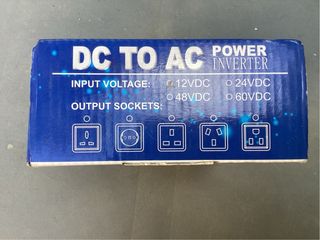 DC TO AC POWER INVERTER
INPUT VOLTAGE: 12VDC 24VDC
48VDC 60VDC
OUTPUT SOCKETS: